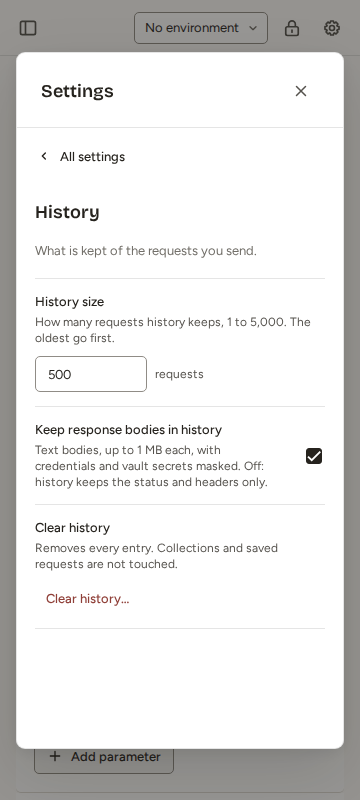 No environment
Settings
All settings
History
What is kept of the requests you send.
History size
How many requests history keeps, 1 to 5,000. The
oldest go first.
500 requests
Keep response bodies in history
Text bodies, up to 1 MB each, with
credentials and vault secrets masked. Off:
history keeps the status and headers only.
Clear history
Removes every entry. Collections and saved
requests are not touched.
Clear history...
Add parameter